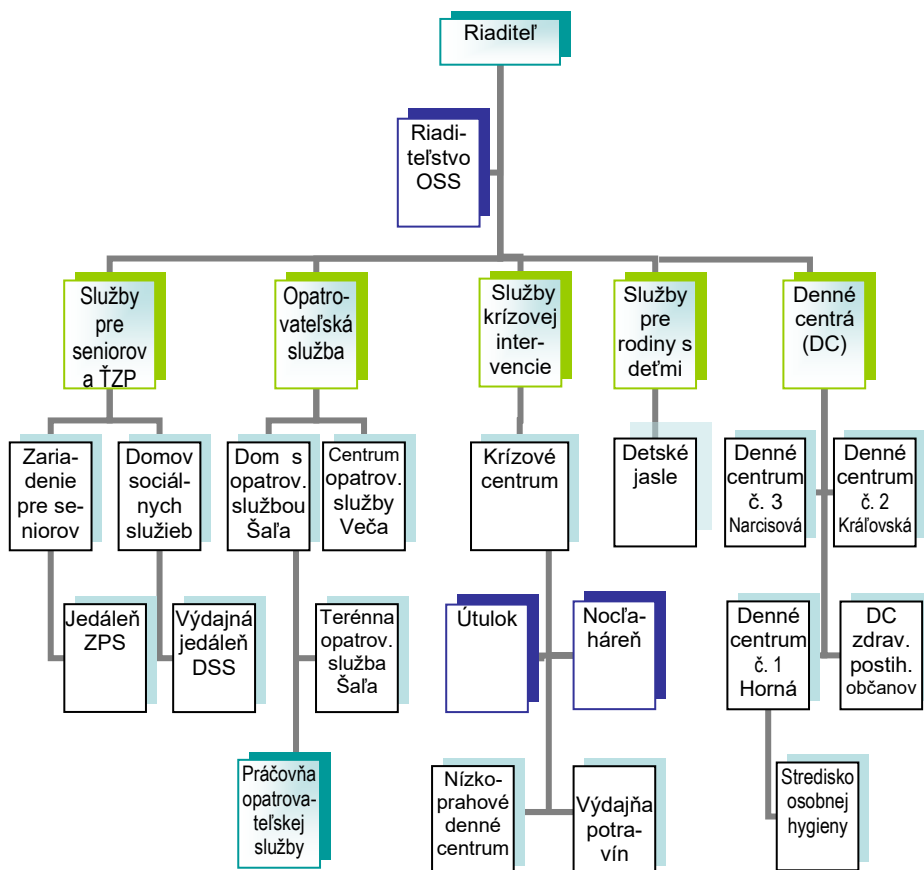 Riaditeľ
Riadi-
teľstvo
OSS
Služby
pre
seniorov
a ŤZP
Opatro-
vateľská
služba
Služby
krízovej
inter-
vencie
Služby
pre
rodiny s
deťmi
Denné
centrá
(DC)
Zaria-
denie
pre se-
niorov
Domov
sociál-
nych
služieb
Dom s
opatrov.
službou
Šaľa
Centrum
opatrov.
služby
Veča
Krízové
centrum
Detské
jasle
Denné
centrum
č. 3
Narcisová
Denné
centrum
č. 2
Kráľovská
Jedáleň
ZPS
Výdajná
jedáleň
DSS
Terénna
opatrov.
služba
Šaľa
Útulok
Nocľa-
háreň
Denné
centrum
č. 1
Horná
DC
zdrav.
postih.
občanov
Práčovňa
opatrova-
teľskej
služby
Nízko-
prahové
denné
centrum
Výdajňa
potra-
vín
Stredisko
osobnej
hygieny